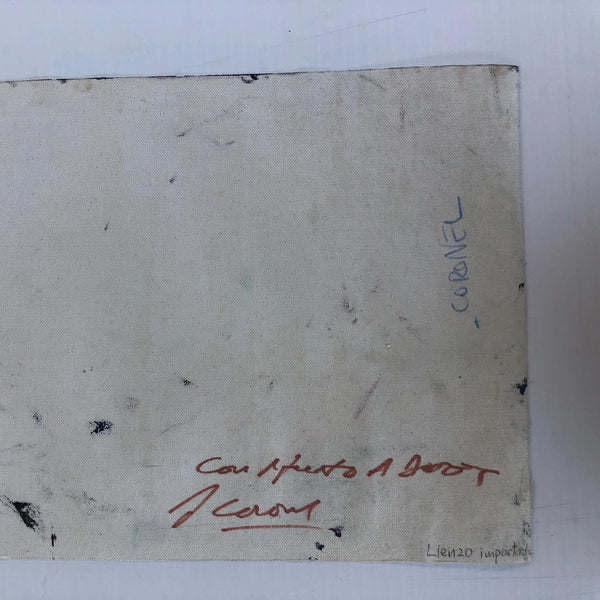 CORONEL
Con Afecto A
J Coronel
Lienzo importado